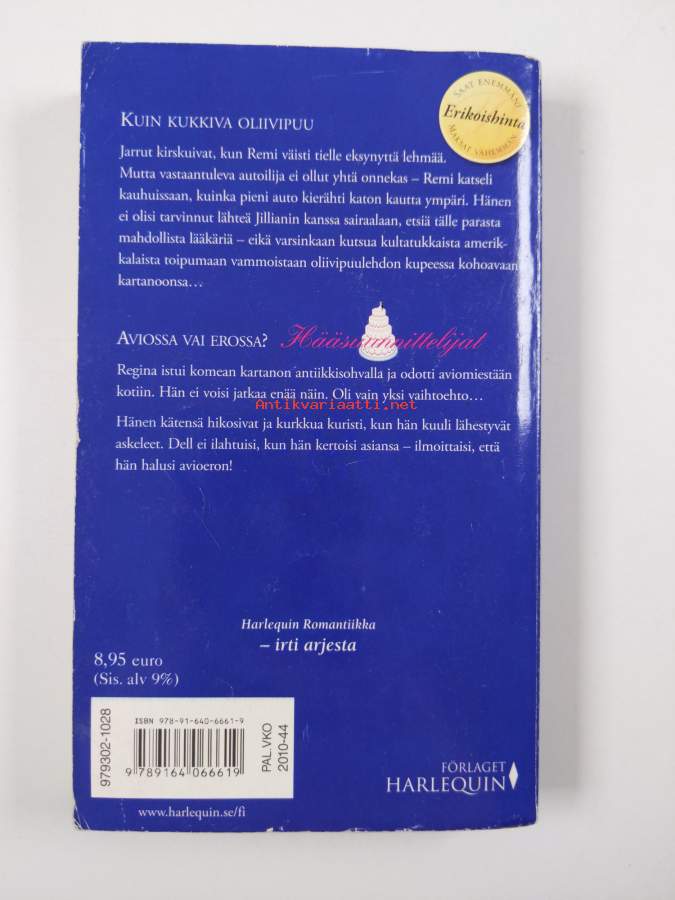 SAAT ENEMMÄN!
Erikoishinta
MAKSAT VÄHEMMÄN!
KUIN KUKKIVA OLIIVIPUU
Jarrut kirskuivat, kun Remi väisti tielle eksynyttä lehmää.
Mutta vastaantuleva autoilija ei ollut yhtä onnekas – Remi katseli
kauhuissaan, kuinka pieni auto kierähti katon kautta ympäri. Hänen
ei olisi tarvinnut lähteä Jillianin kanssa sairaalaan, etsiä tälle parasta
mahdollista lääkäriä – eikä varsinkaan kutsua kultatukkaista amerik-
kalaista toipumaan vammoistaan oliivipuulehdon kupeessa kohoavaan
kartanoonsa...
AVIOSSA VAI EROSSA? Hääsuunnittelijat
Regina istui komean kartanon antiikkisohvalla ja odotti aviomiestään
kotiin. Hän ei voisi jatkaa enää näin. Oli vain yksi vaihtoehto...
Antikvariaatti.net
Hänen kätensä hikosivat ja kurkkua kuristi, kun hän kuuli lähestyvät
askeleet. Dell ei ilahtuisi, kun hän kertoisi asiansa – ilmoittaisi, että
hän halusi avioeron!
Harlequin Romantiikka
– irti arjesta
8,95 euro
(Sis. alv 9%)
979302-1028
ISBN 978-91-640-6661-9
9 789164 066619
PAL.VKO
2010-44
www.harlequin.se/fi
FÖRLAGET
HARLEQUIN